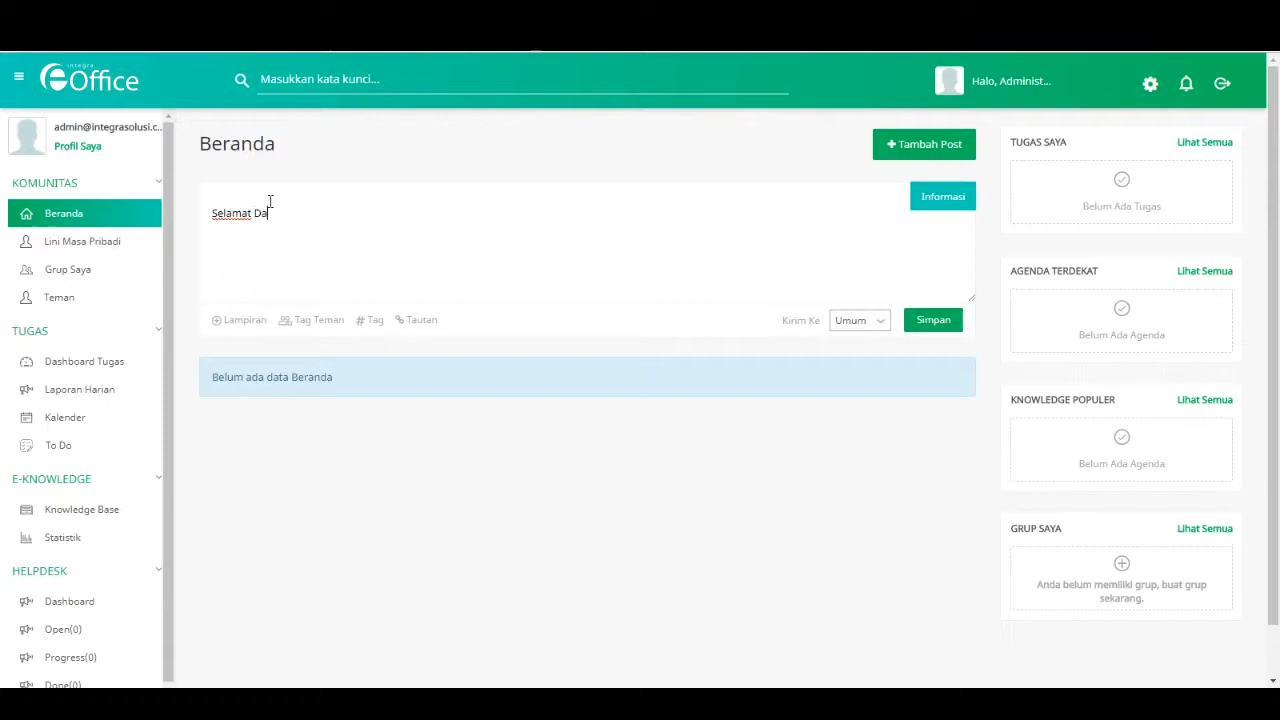 integra
eOffice
Masukkan kata kunci...
Halo, Administ...
admin@integrasolusi.c...
Profil Saya
KOMUNITAS
Beranda
Lini Masa Pribadi
Grup Saya
Teman
TUGAS
Dashboard Tugas
Laporan Harian
Kalender
To Do
E-KNOWLEDGE
Knowledge Base
Statistik
HELPDESK
Dashboard
Open(0)
Progress(0)
Done(0)
Beranda
+ Tambah Post
Informasi
Selamat Da
Lampiran
Tag Teman
# Tag
Tautan
Kirim Ke
Umum
Simpan
Belum ada data Beranda
TUGAS SAYA
Lihat Semua
Belum Ada Tugas
AGENDA TERDEKAT
Lihat Semua
Belum Ada Agenda
KNOWLEDGE POPULER
Lihat Semua
Belum Ada Agenda
GRUP SAYA
Lihat Semua
Anda belum memiliki grup, buat grup
sekarang.